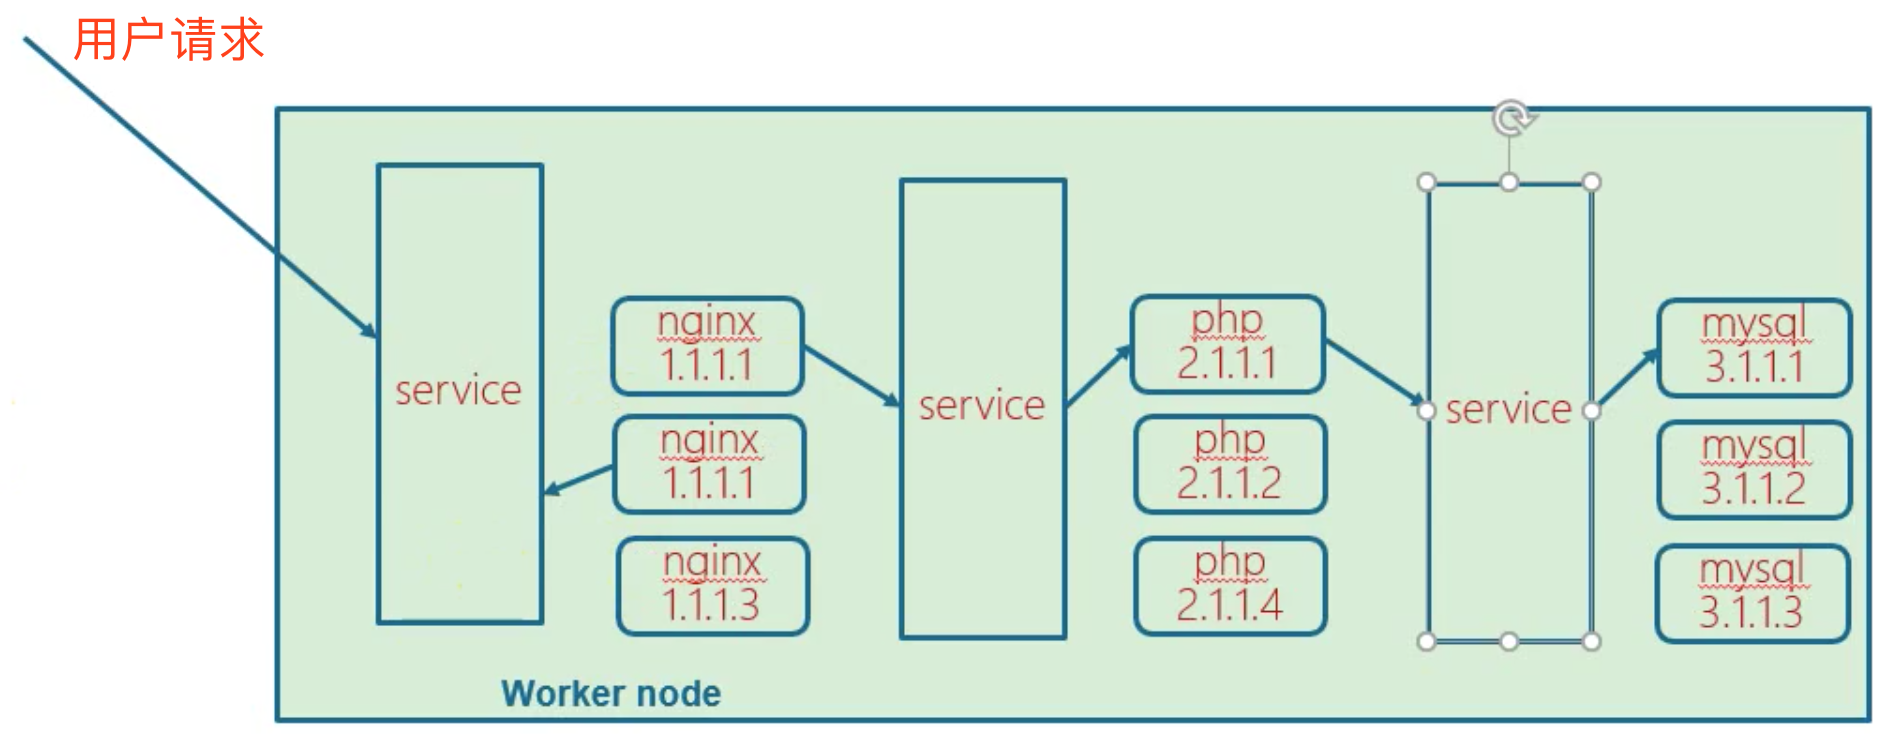 用户请求
service
nginx
1.1.1.1
nginx
1.1.1.1
nginx
1.1.1.3
service
php
2.1.1.1
php
2.1.1.2
php
2.1.1.4
service
mysql
3.1.1.1
mysql
3.1.1.2
mysql
3.1.1.3
Worker node